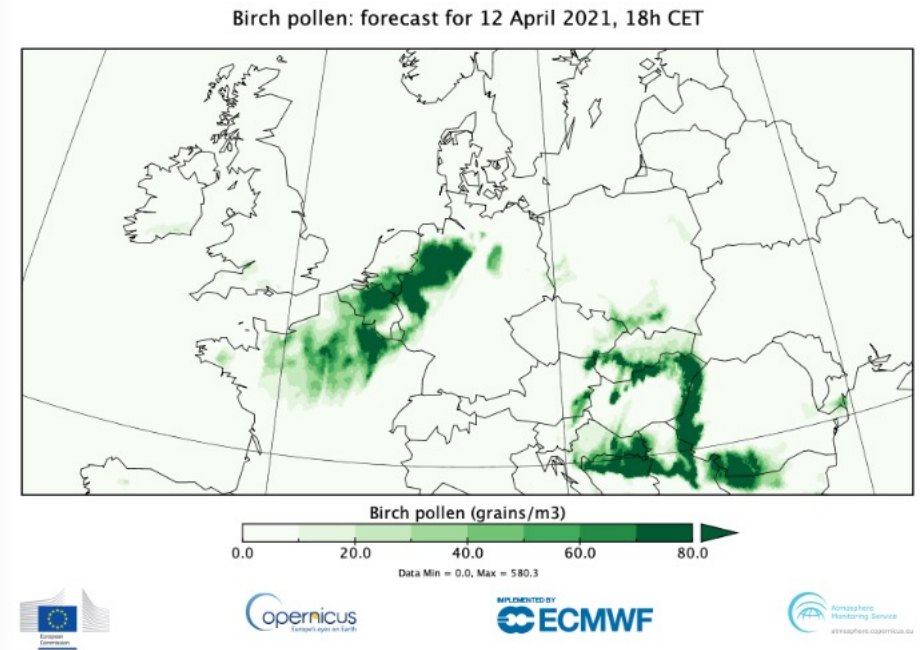 Birch pollen: forecast for 12 April 2021, 18h CET
Birch pollen (grains/m3)
0.0 20.0 40.0 60.0 80.0
Data Min = 0.0, Max = 580.3
European
Commission
opernicus
Europe's eyes on Earth
IMPLEMENTED BY
ECMWF
Atmosphere
Monitoring Service
atmosphere.copernicus.eu